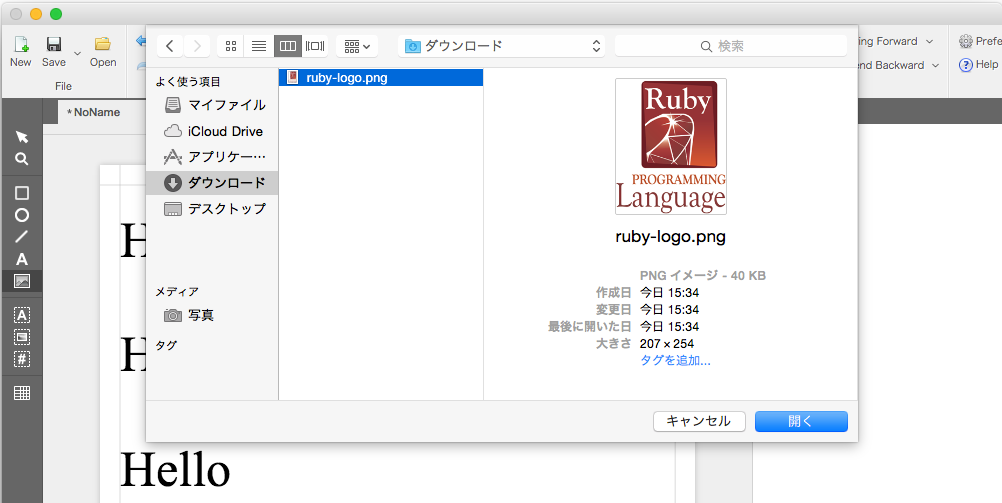 New
Save
Open
File
ダウンロード
検索
ing Forward
nd Backward
Prefe
Help
*NoName
よく使う項目
マイファイル
iCloud Drive
アプリケー…
ダウンロード
デスクトップ
メディア
写真
タグ
ruby-logo.png
Ruby
PROGRAMMING
Language
ruby-logo.png
PNG イメージ - 40 KB
作成日 今日 15:34
変更日 今日 15:34
最後に開いた日 今日 15:34
大きさ 207 × 254
タグを追加...
キャンセル
開く
A
A
#
H
H
Hello